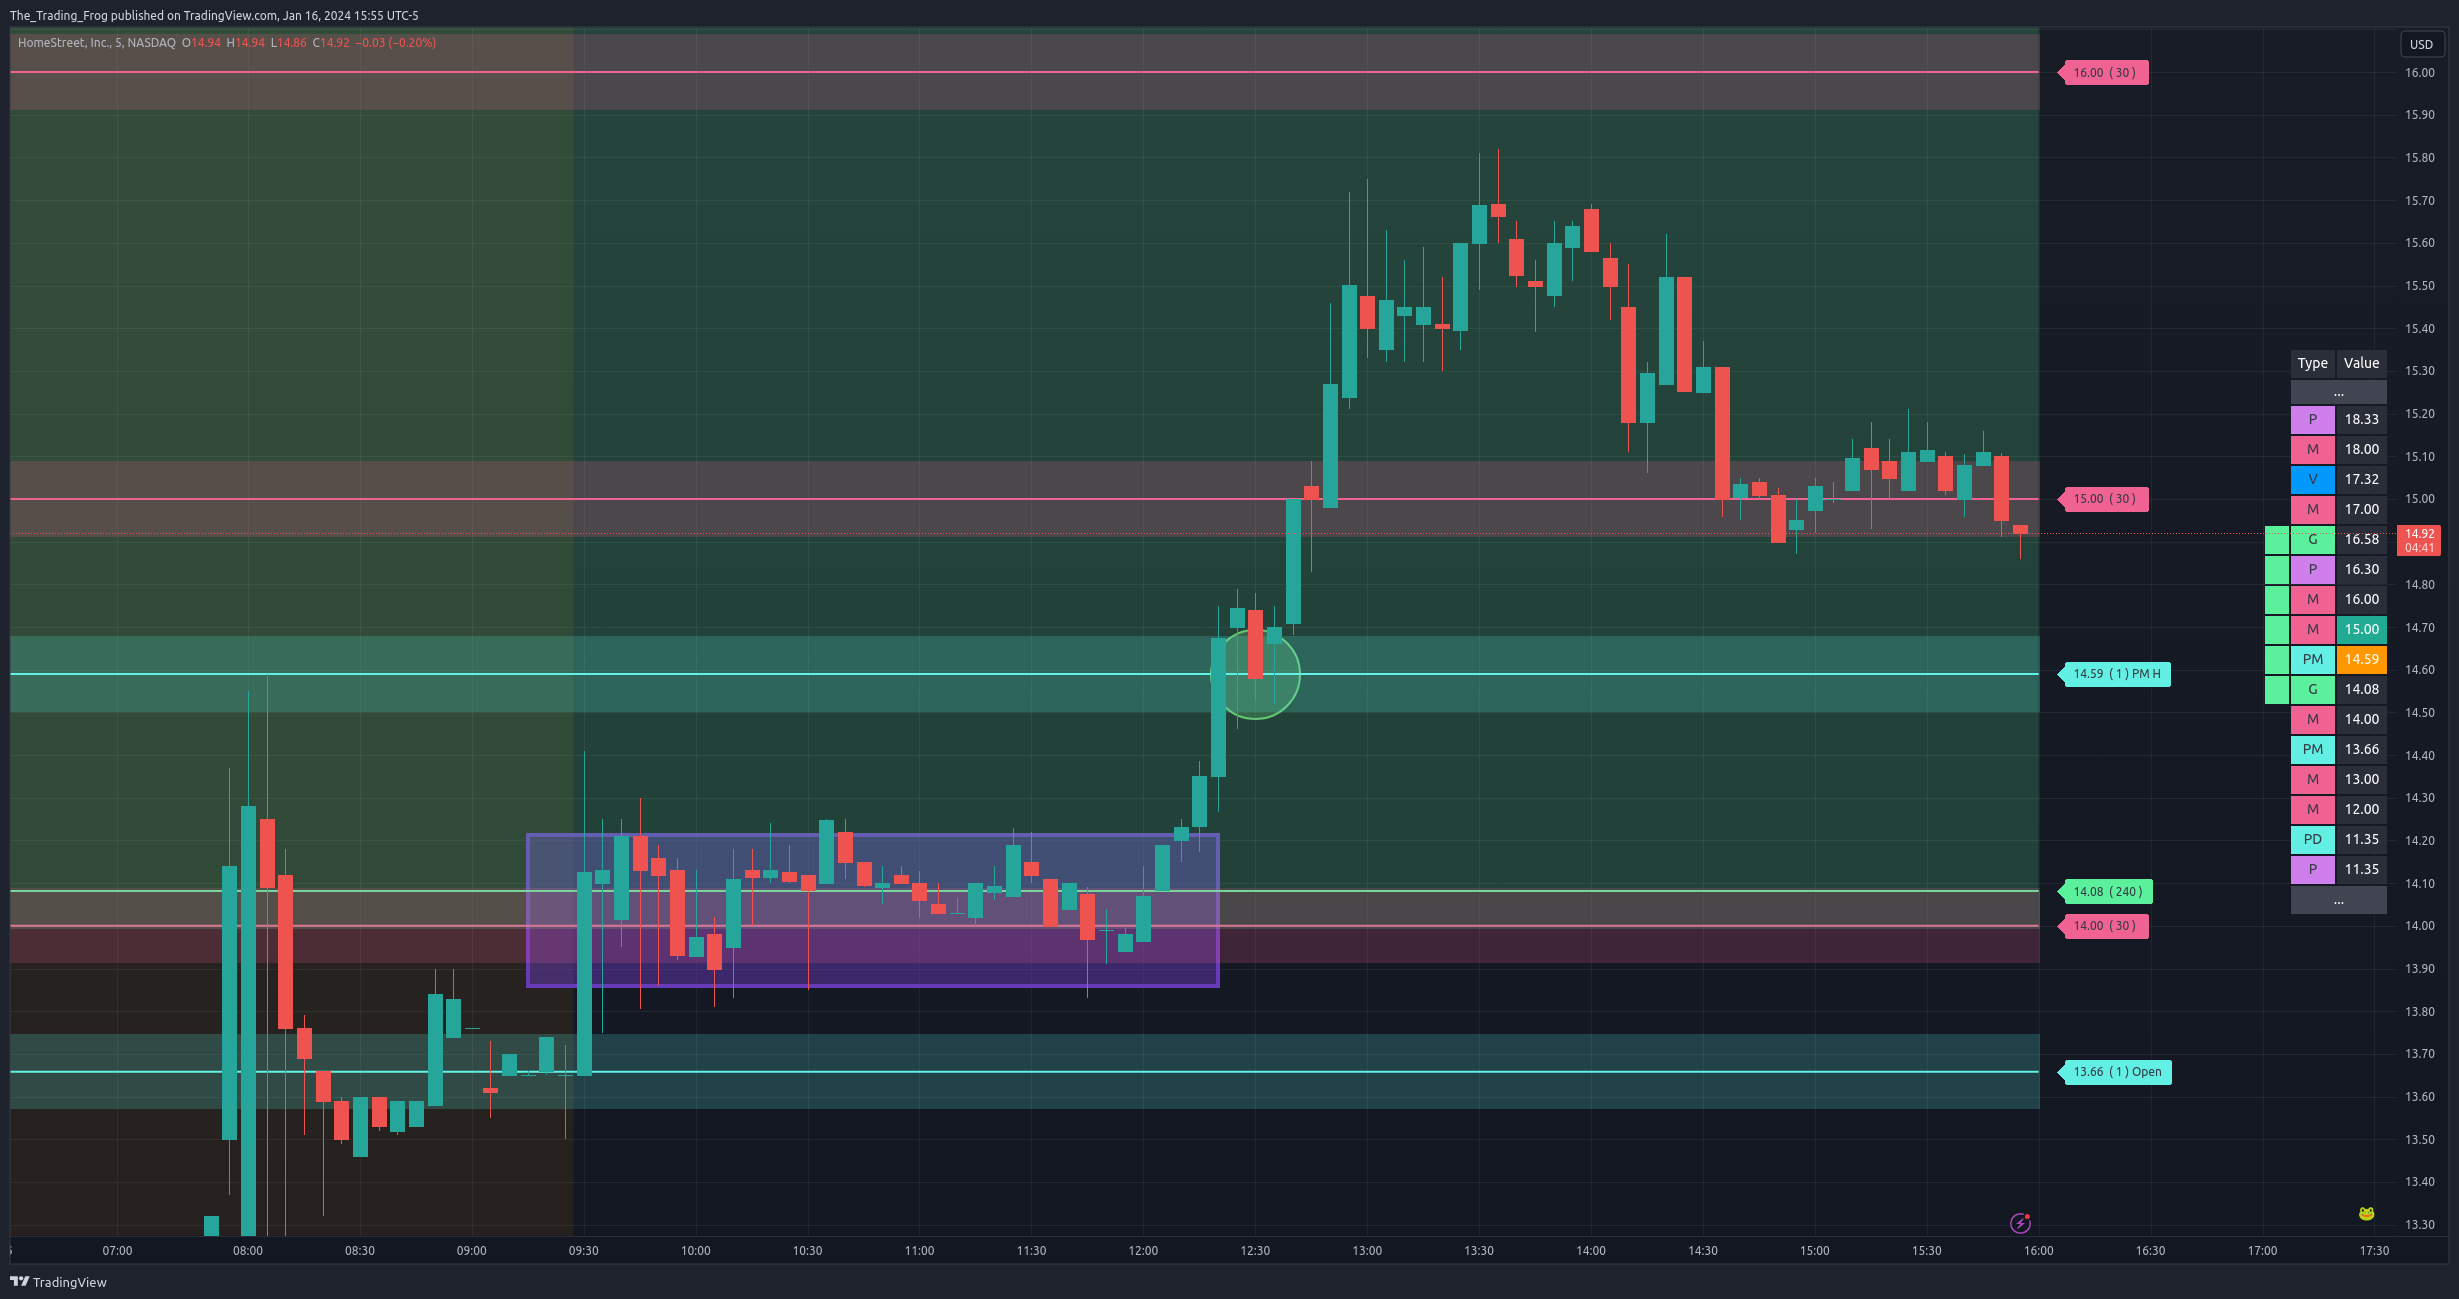 The_Trading_Frog published on TradingView.com, Jan 16, 2024 15:55 UTC-5
HomeStreet, Inc., 5, NASDAQ O14.94 H14.94 L14.86 C14.92 −0.03 (−0.20%)
USD
16.00
15.90
15.80
15.70
15.60
15.50
15.40
15.30
15.20
15.10
15.00
14.92
04:41
14.80
14.70
14.60
14.50
14.40
14.30
14.20
14.10
14.00
13.90
13.80
13.70
13.60
13.50
13.40
13.30
16.00 ( 30 )
15.00 ( 30 )
14.59 ( 1 ) PM H
14.08 ( 240 )
14.00 ( 30 )
13.66 ( 1 ) Open
Type Value
...
P 18.33
M 18.00
V 17.32
M 17.00
G 16.58
P 16.30
M 16.00
M 15.00
PM 14.59
G 14.08
M 14.00
PM 13.66
M 13.00
M 12.00
PD 11.35
P 11.35
...
07:00 08:00 08:30 09:00 09:30 10:00 10:30 11:00 11:30 12:00 12:30 13:00 13:30 14:00 14:30 15:00 15:30 16:00 16:30 17:00 17:30
TradingView